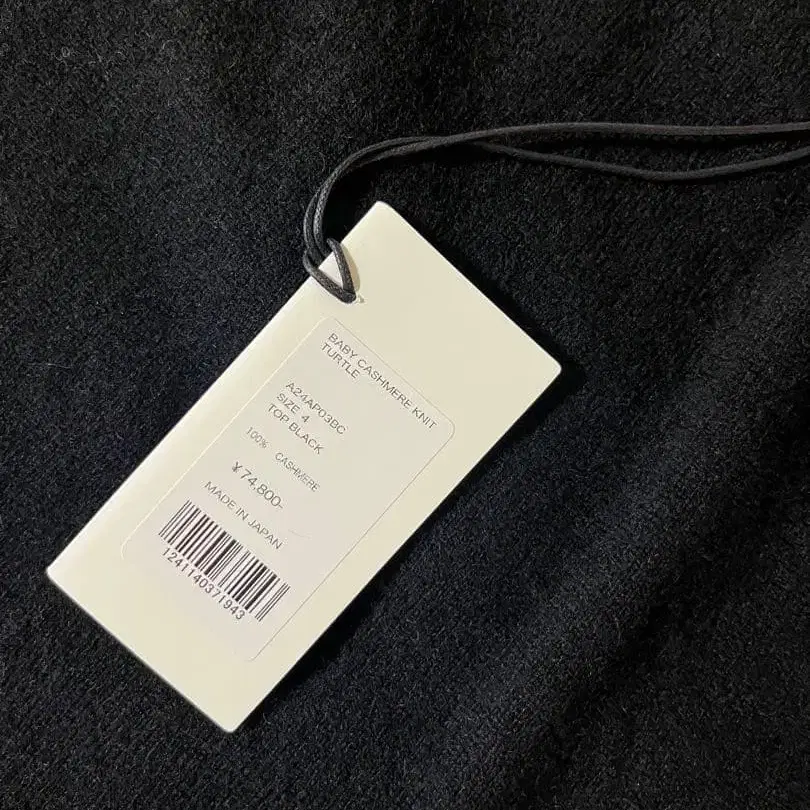 BABY CASHMERE KNIT
TURTLE
A24AP03BC
SIZE 4
TOP BLACK
100% CASHMERE
¥74,800-
MADE IN JAPAN
1241140371943